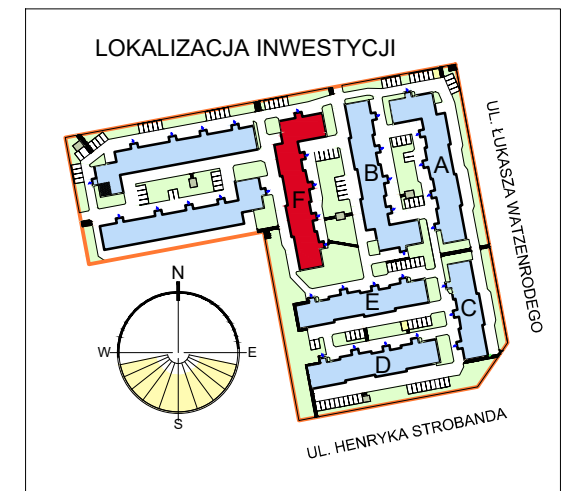 LOKALIZACJA INWESTYCJI
UL. ŁUKASZA WATZENRODEGO
A
B
F
E
C
D
N
W
E
S
UL. HENRYKA STROBANDA